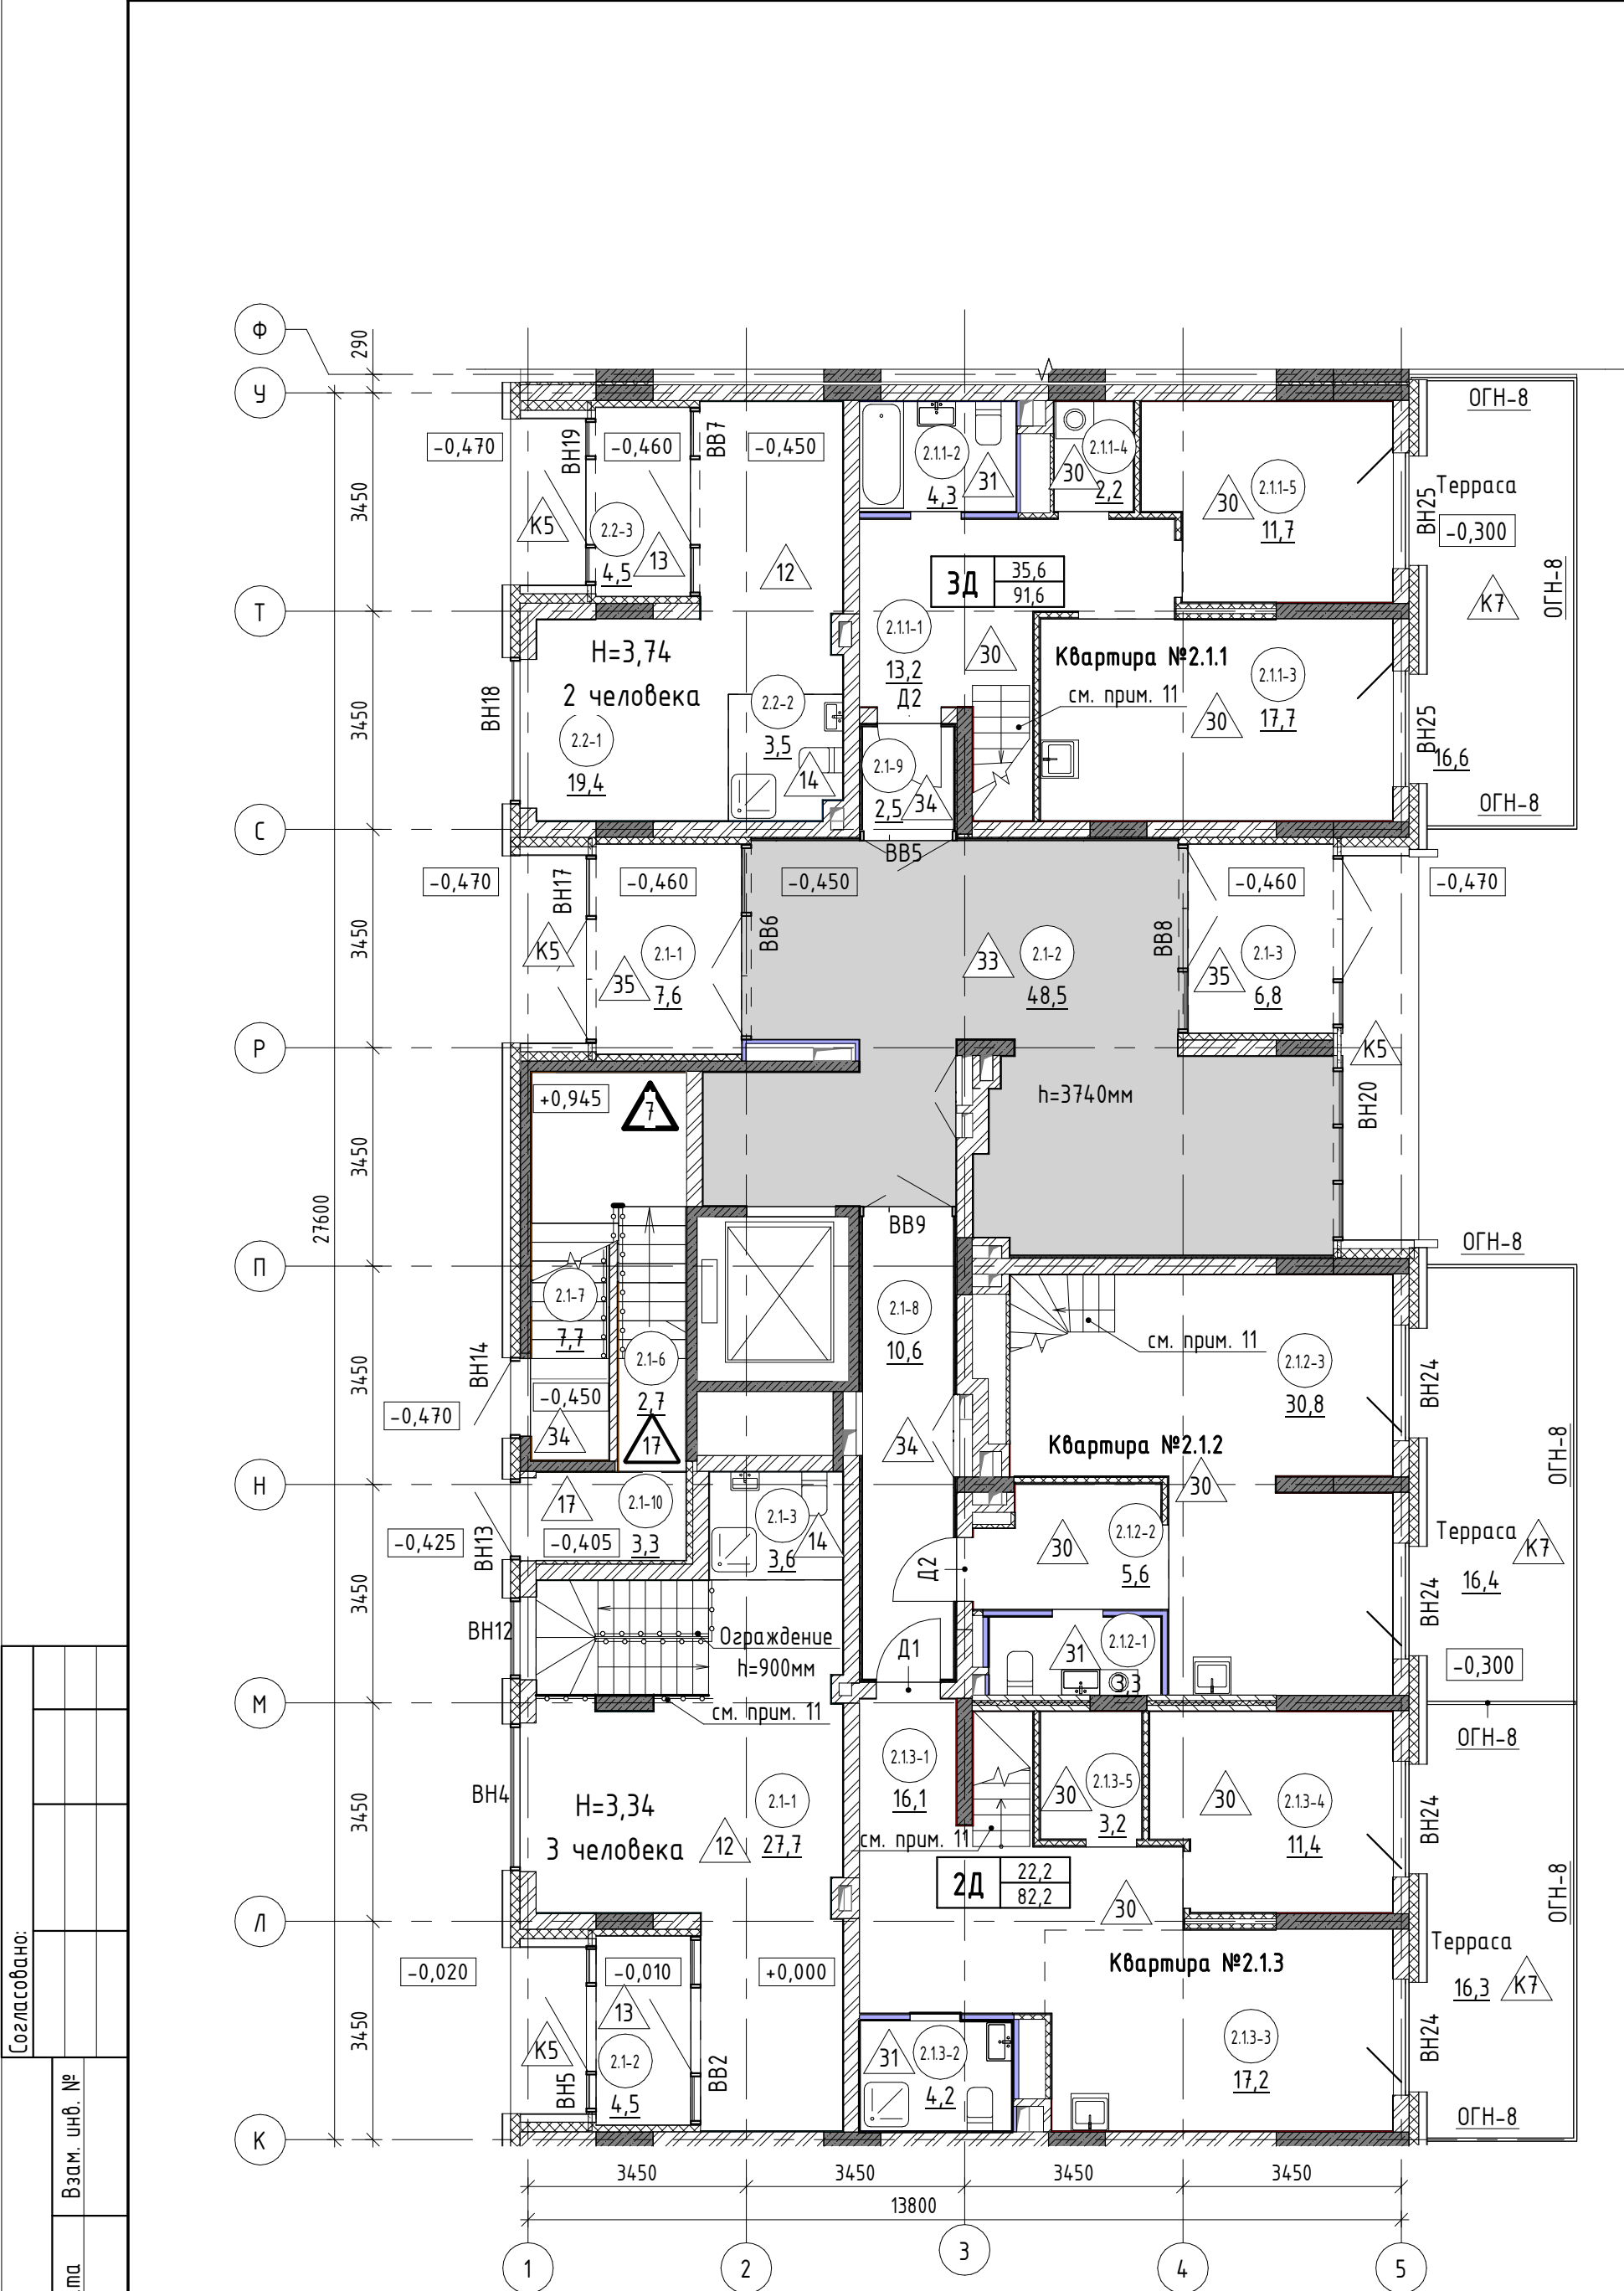 Ф
290
У
ОГН-8
-0,470
ВН19
-0,460
ВВ7
-0,450
2.1.1-2
4,3
31
30
2.1.1-4
2,2
30
2.1.1-5
11,7
ВН25
Терраса
-0,300
3450
К5
2.2-3
4,5
13
12
3Д
35,6
91,6
К7
ОГН-8
Т
Н=3,74
2 человека
2.1.1-1
13,2
Д2
30
Квартира №2.1.1
см. прим. 11
2.1.1-3
17,7
30
ВН18
2.2-1
19,4
2.2-2
3,5
14
3450
ВН25
16,6
2.1-9
2,5
34
ОГН-8
С
ВВ5
-0,470
ВН17
-0,460
-0,450
-0,460
-0,470
3450
К5
2.1-1
7,6
35
ВВ6
33
2.1-2
48,5
ВВ8
35
2.1-3
6,8
Р
К5
+0,945
7
h=3740мм
ВН20
3450
27600
ВВ9
ОГН-8
П
2.1-7
7,7
2.1-8
10,6
см. прим. 11
2.1.2-3
30,8
ВН24
3450
ВН14
-0,470
-0,450
34
2.1-6
2,7
17
34
Квартира №2.1.2
30
ОГН-8
Н
17
2.1-10
3,3
-0,425
ВН13
-0,405
2.1-3
3,6
14
Д2
30
2.1.2-2
5,6
Терраса
К7
16,4
ВН24
3450
ВН12
Ограждение
h=900мм
Д1
31
2.1.2-1
3,3
-0,300
М
см. прим. 11
ОГН-8
2.1.3-1
16,1
30
2.1.3-5
3,2
30
2.1.3-4
11,4
ВН24
3450
ВН4
Н=3,34
3 человека
12
2.1-1
27,7
см. прим. 11
2Д
22,2
82,2
30
ОГН-8
Л
-0,020
-0,010
+0,000
Квартира №2.1.3
Терраса
16,3
К7
3450
К5
ВН5
13
2.1-2
4,5
ВВ2
31
2.1.3-2
4,2
2.1.3-3
17,2
ВН24
ОГН-8
К
3450
3450
3450
3450
13800
1
2
3
4
5
Согласовано:
Взам. инв. №